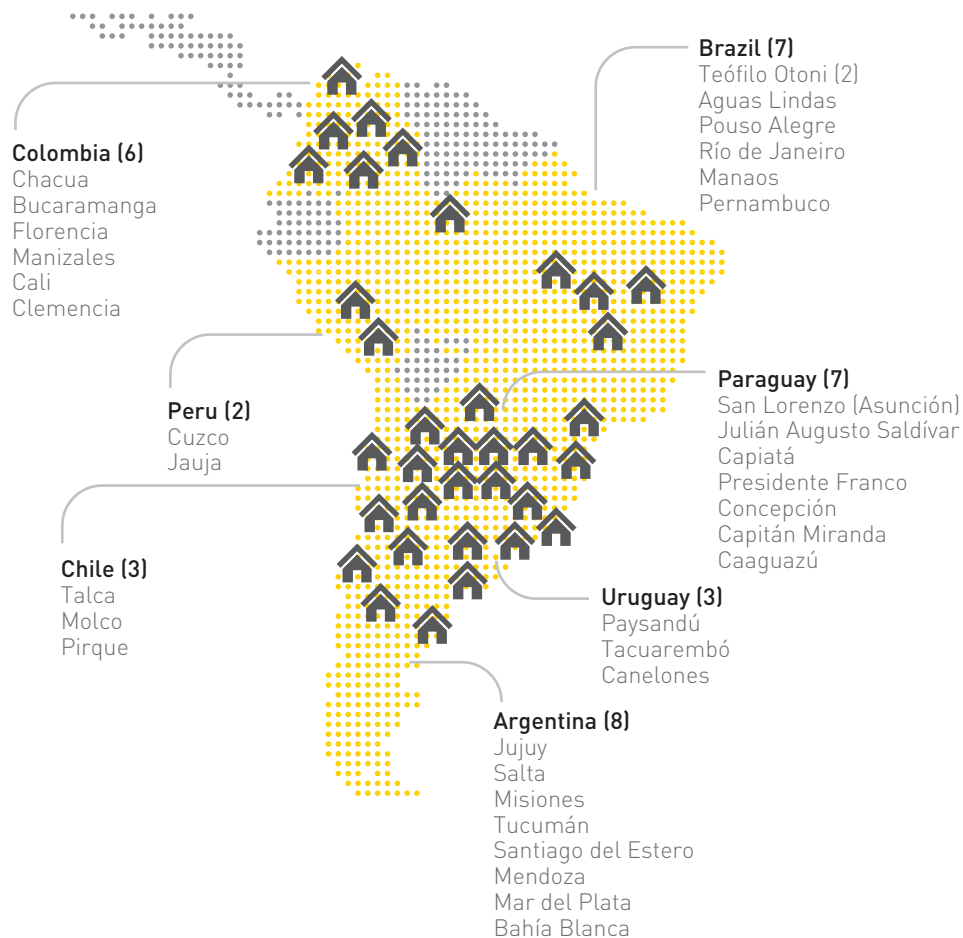 Colombia (6)
Chacua
Bucaramanga
Florencia
Manizales
Cali
Clemencia
Brazil (7)
Teófilo Otoni (2)
Aguas Lindas
Pouso Alegre
Río de Janeiro
Manaos
Pernambuco
Peru (2)
Cuzco
Jauja
Paraguay (7)
San Lorenzo (Asunción)
Julián Augusto Saldívar
Capiatá
Presidente Franco
Concepción
Capitán Miranda
Caaguazú
Chile (3)
Talca
Molco
Pirque
Uruguay (3)
Paysandú
Tacuarembó
Canelones
Argentina (8)
Jujuy
Salta
Misiones
Tucumán
Santiago del Estero
Mendoza
Mar del Plata
Bahía Blanca